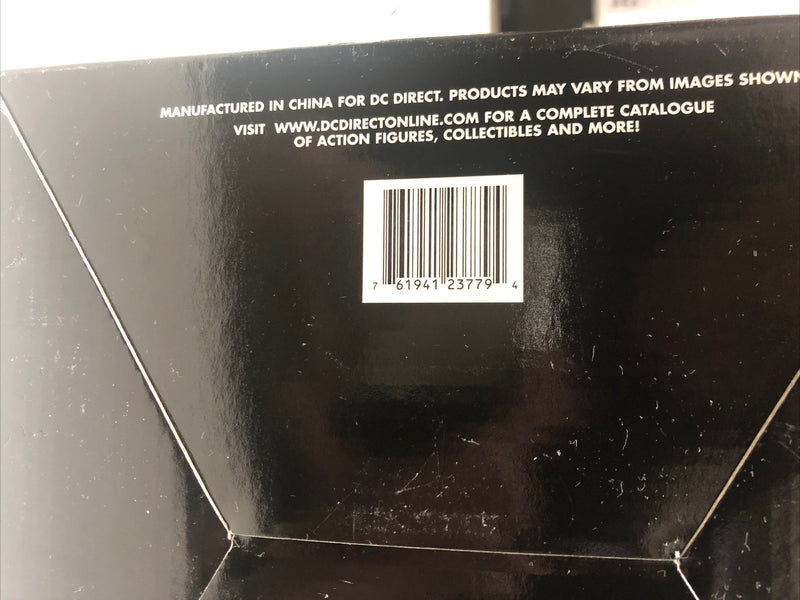 MANUFACTURED IN CHINA FOR DC DIRECT. PRODUCTS MAY VARY FROM IMAGES SHOWN
VISIT WWW.DCDIRECTONLINE.COM FOR A COMPLETE CATALOGUE
OF ACTION FIGURES, COLLECTIBLES AND MORE!
7 61941 23779 4